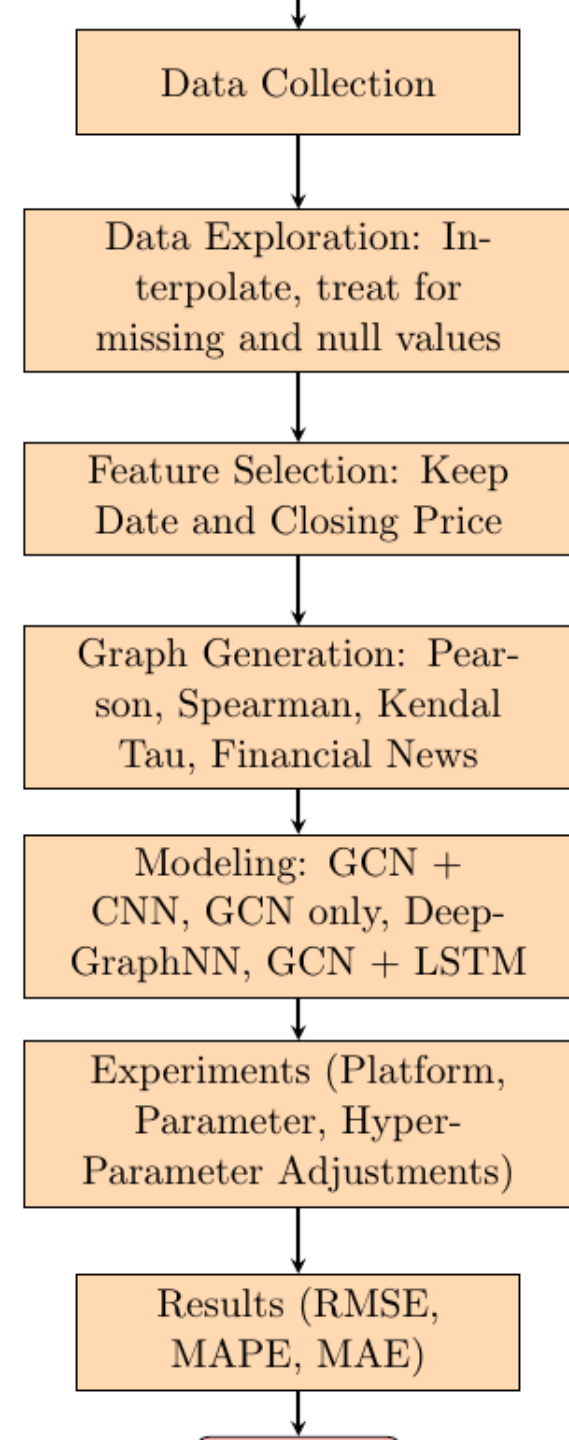 Data Collection
Data Exploration: In-
terpolate, treat for
missing and null values
Feature Selection: Keep
Date and Closing Price
Graph Generation: Pear-
son, Spearman, Kendal
Tau, Financial News
Modeling: GCN +
CNN, GCN only, Deep-
GraphNN, GCN + LSTM
Experiments (Platform,
Parameter, Hyper-
Parameter Adjustments)
Results (RMSE,
MAPE, MAE)